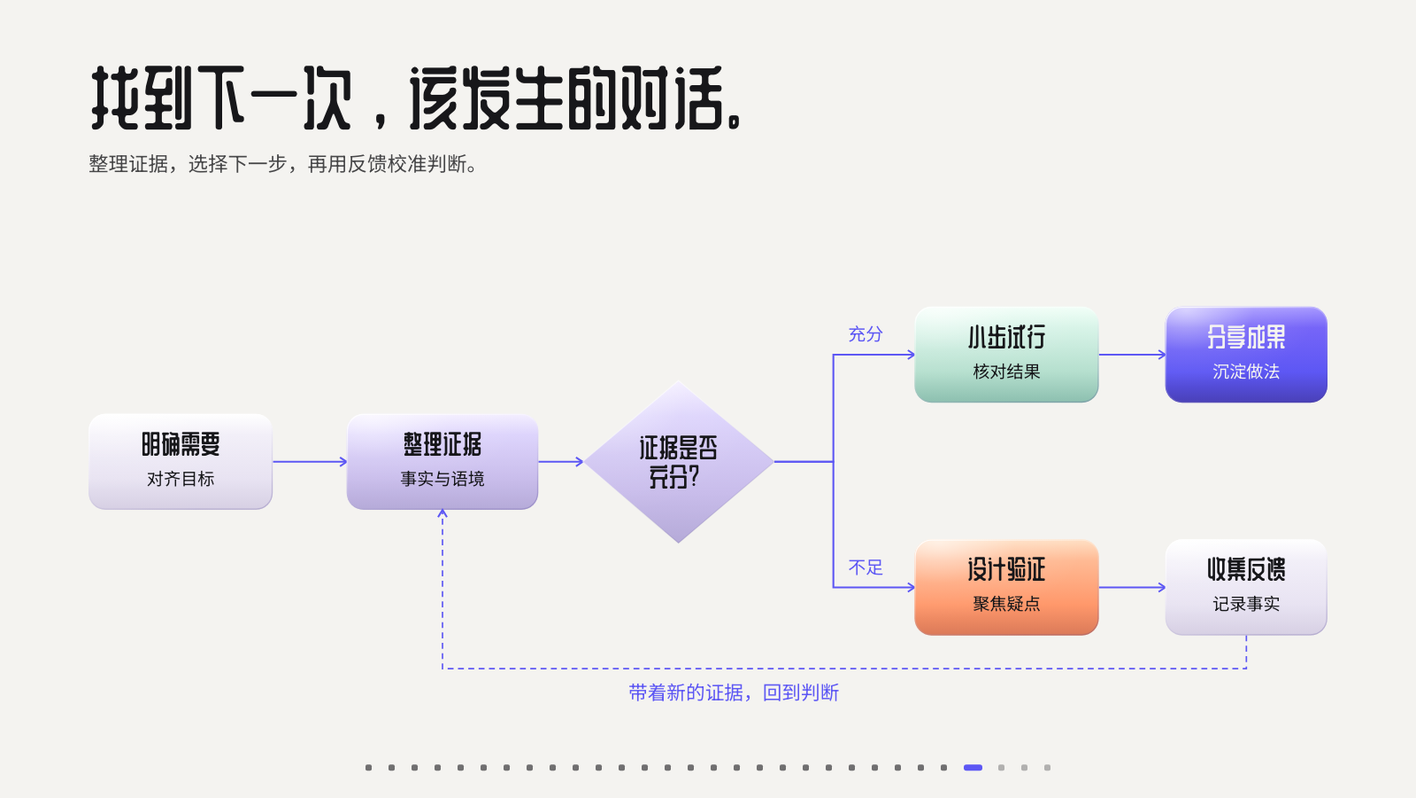 找到下一次，该发生的对话。
整理证据，选择下一步，再用反馈校准判断。
明确需要
对齐目标
整理证据
事实与语境
证据是否
充分？
充分
小步试行
核对结果
分享成果
沉淀做法
不足
设计验证
聚焦疑点
收集反馈
记录事实
带着新的证据，回到判断